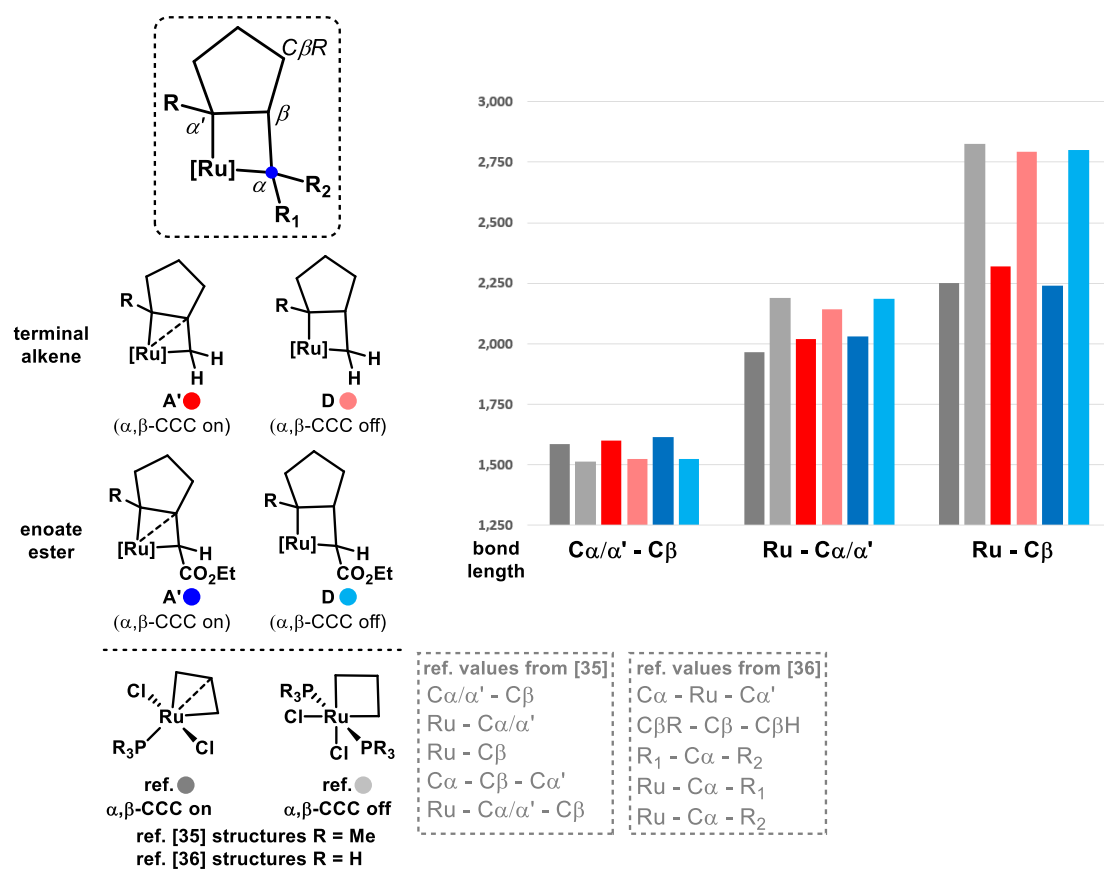 CβR
R
α'
β
[Ru]
α
R2
R1
terminal
alkene
R
[Ru]
H
H
A'
(α,β-CCC on)
R
[Ru]
H
H
D
(α,β-CCC off)
enoate
ester
R
[Ru]
H
CO2Et
A'
(α,β-CCC on)
R
[Ru]
H
CO2Et
D
(α,β-CCC off)
Cl
Ru
R3P
Cl
ref.
α,β-CCC on
R3P
Cl
Ru
Cl
PR3
ref.
α,β-CCC off
ref. [35] structures R = Me
ref. [36] structures R = H
3,000
2,750
2,500
2,250
2,000
1,750
1,500
1,250
bond
length
Cα/α' - Cβ
Ru - Cα/α'
Ru - Cβ
ref. values from [35]
Cα/α' - Cβ
Ru - Cα/α'
Ru - Cβ
Cα - Cβ - Cα'
Ru - Cα/α' - Cβ
ref. values from [36]
Cα - Ru - Cα'
CβR - Cβ - CβH
R1 - Cα - R2
Ru - Cα - R1
Ru - Cα - R2